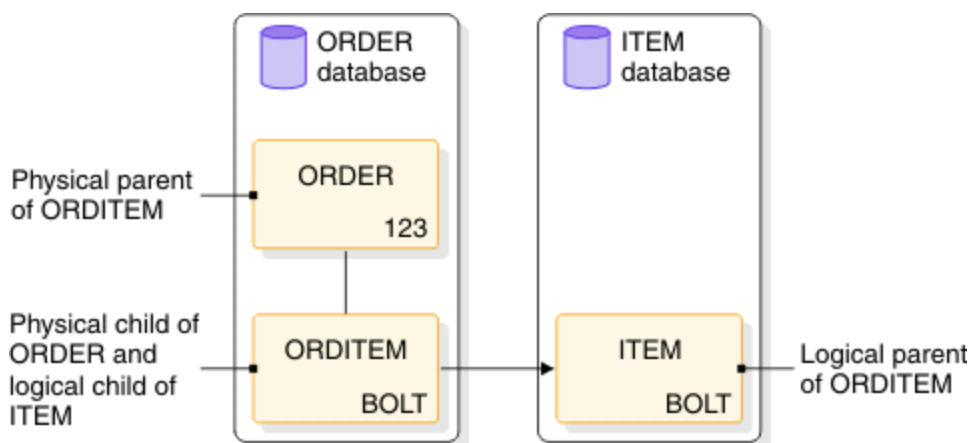 ORDER
database
ITEM
database
Physical parent
of ORDITEM
ORDER
123
Physical child of
ORDER and
logical child of
ITEM
ORDITEM
BOLT
ITEM
BOLT
Logical parent
of ORDITEM